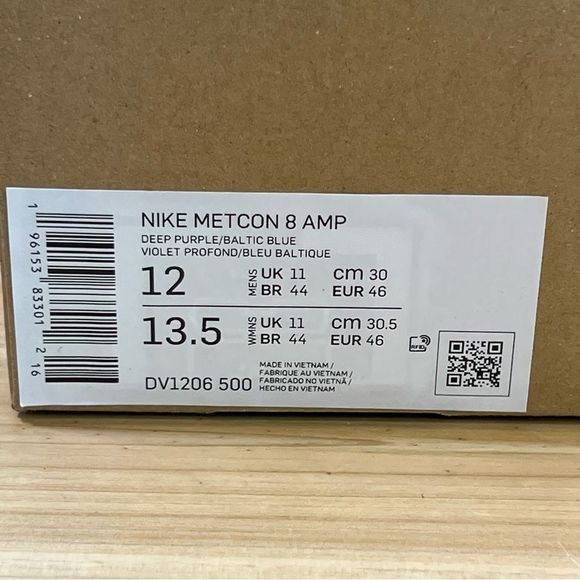 NIKE METCON 8 AMP
DEEP PURPLE/BALTIC BLUE
VIOLET PROFOND/BLEU BALTIQUE
12 MENS UK 11 cm 30
BR 44 EUR 46
13.5 WMNS UK 11 cm 30.5
BR 44 EUR 46
DV1206 500
MADE IN VIETNAM /
FABRIQUE AU VIETNAM /
FABRICADO NO VIETNÃ /
HECHO EN VIETNAM
RFID
1 96153 83301 2 16